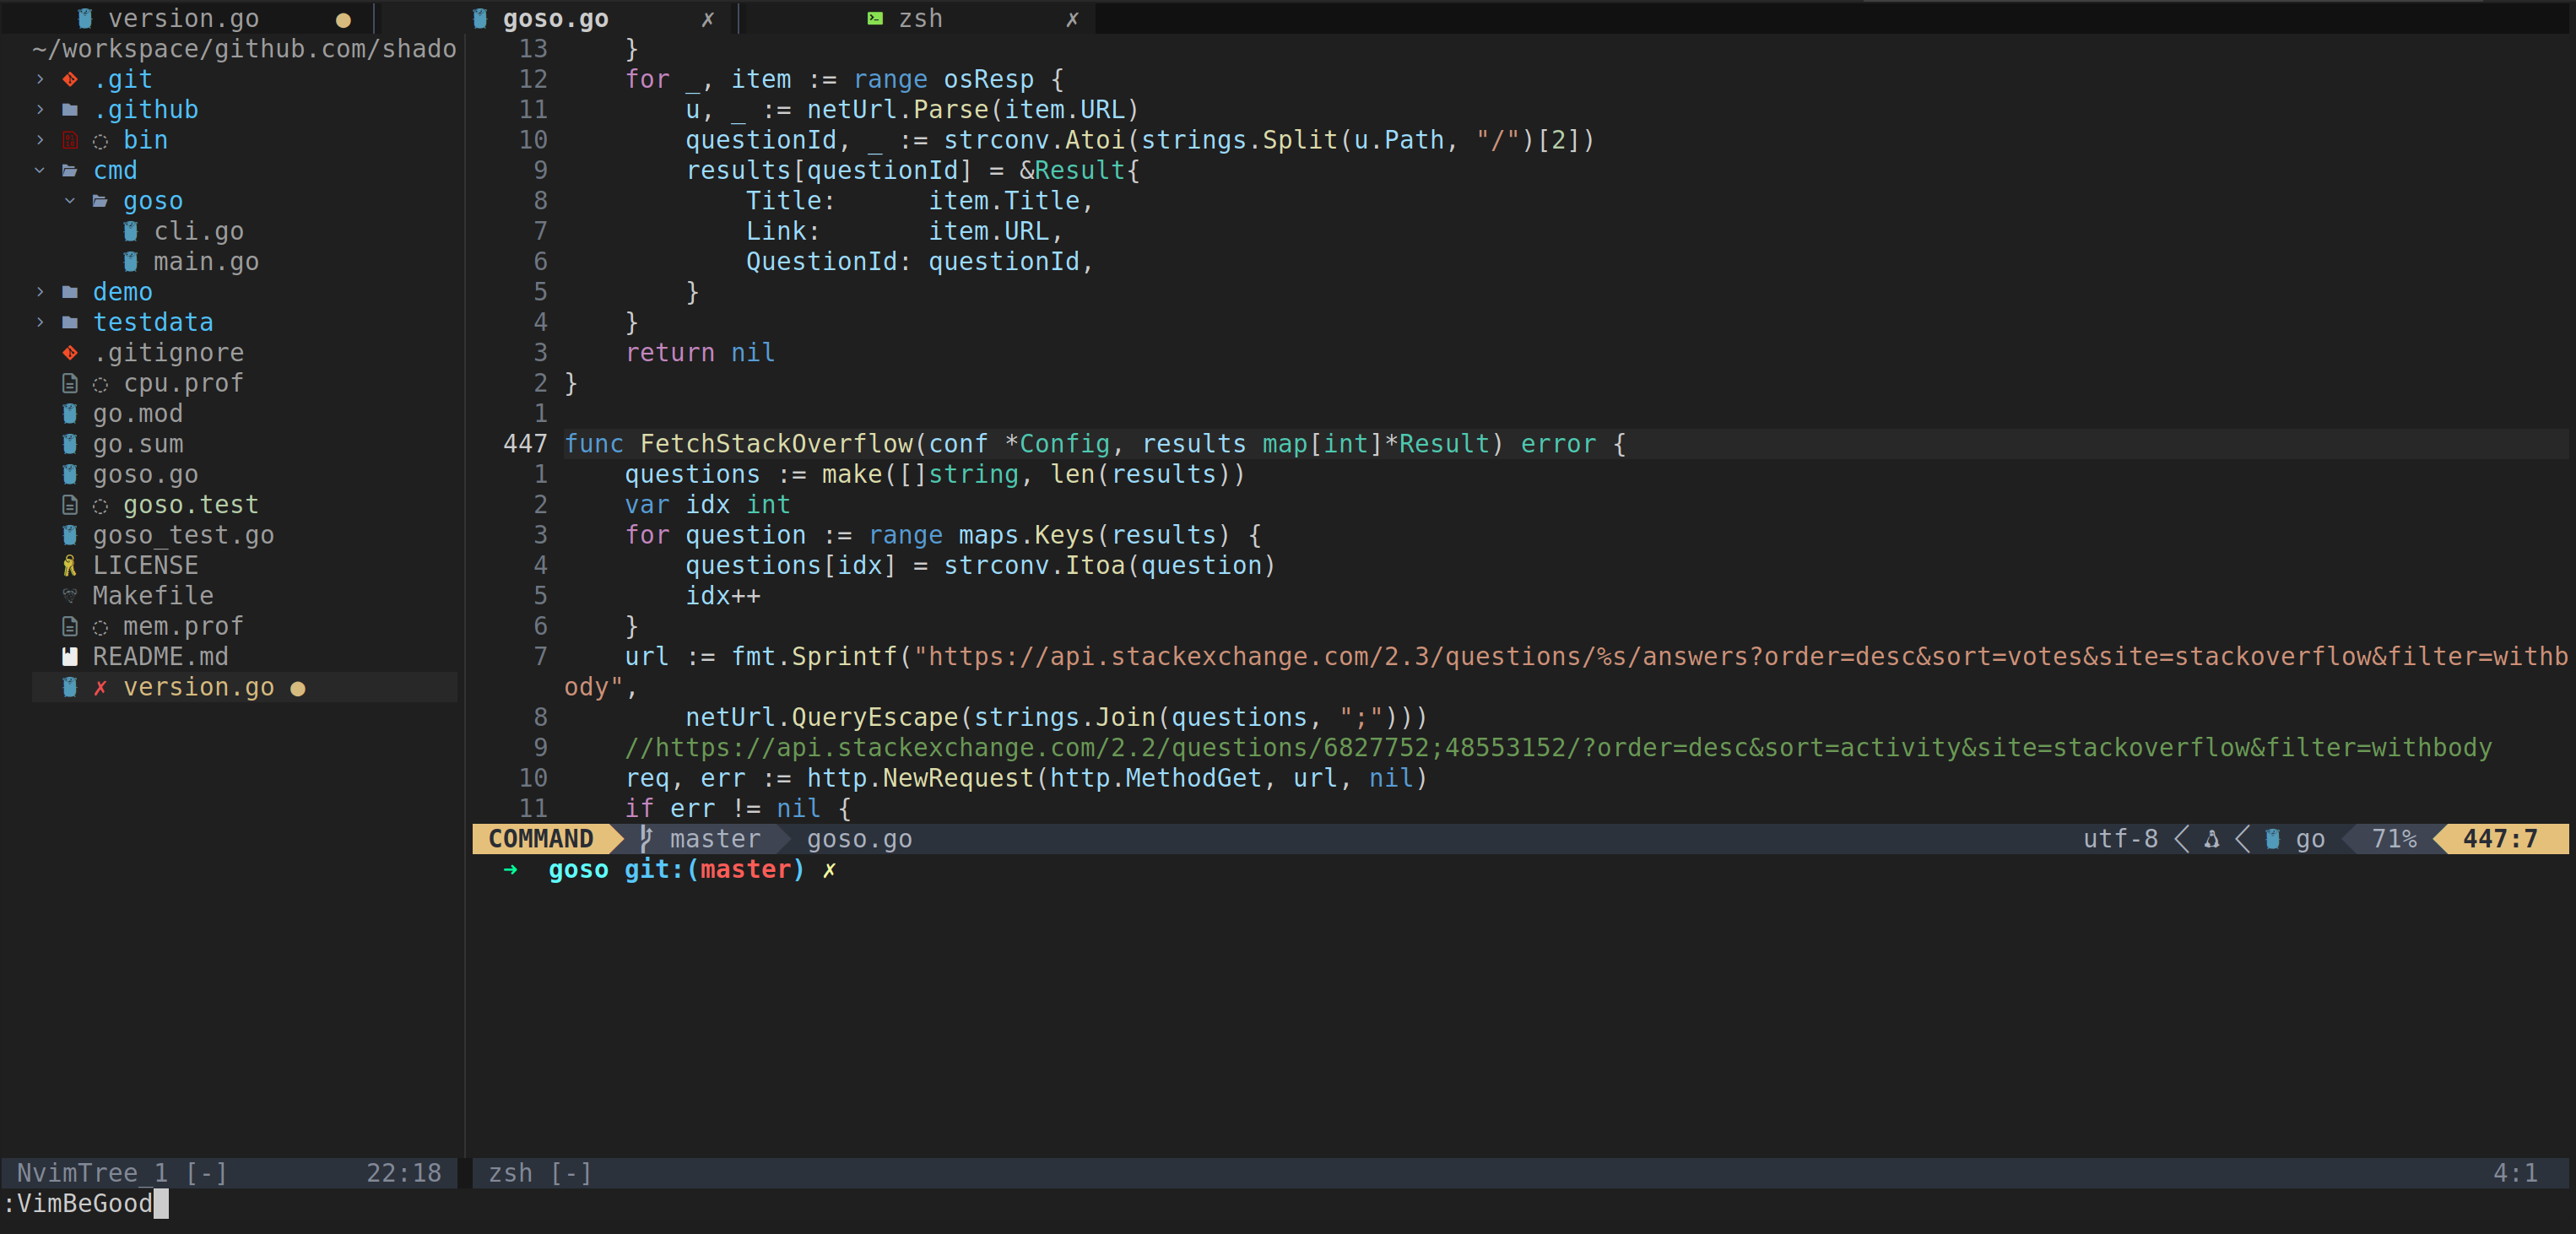 version.go ●
goso.go ✗
zsh ✗
~/workspace/github.com/shado
.git
.github
bin
cmd
goso
cli.go
main.go
demo
testdata
.gitignore
cpu.prof
go.mod
go.sum
goso.go
goso.test
goso_test.go
LICENSE
Makefile
mem.prof
README.md
✗ version.go ●
13     }
12     for _, item := range osResp {
11         u, _ := netUrl.Parse(item.URL)
10         questionId, _ := strconv.Atoi(strings.Split(u.Path, "/")[2])
9         results[questionId] = &Result{
8             Title:      item.Title,
7             Link:       item.URL,
6             QuestionId: questionId,
5         }
4     }
3     return nil
2 }
1
447 func FetchStackOverflow(conf *Config, results map[int]*Result) error {
1     questions := make([]string, len(results))
2     var idx int
3     for question := range maps.Keys(results) {
4         questions[idx] = strconv.Itoa(question)
5         idx++
6     }
7     url := fmt.Sprintf("https://api.stackexchange.com/2.3/questions/%s/answers?order=desc&sort=votes&site=stackoverflow&filter=withb
ody",
8         netUrl.QueryEscape(strings.Join(questions, ";")))
9     //https://api.stackexchange.com/2.2/questions/6827752;48553152/?order=desc&sort=activity&site=stackoverflow&filter=withbody
10     req, err := http.NewRequest(http.MethodGet, url, nil)
11     if err != nil {
COMMAND master goso.go utf-8 go 71% 447:7
➜  goso git:(master) ✗
NvimTree_1 [-] 22:18
zsh [-] 4:1
:VimBeGood